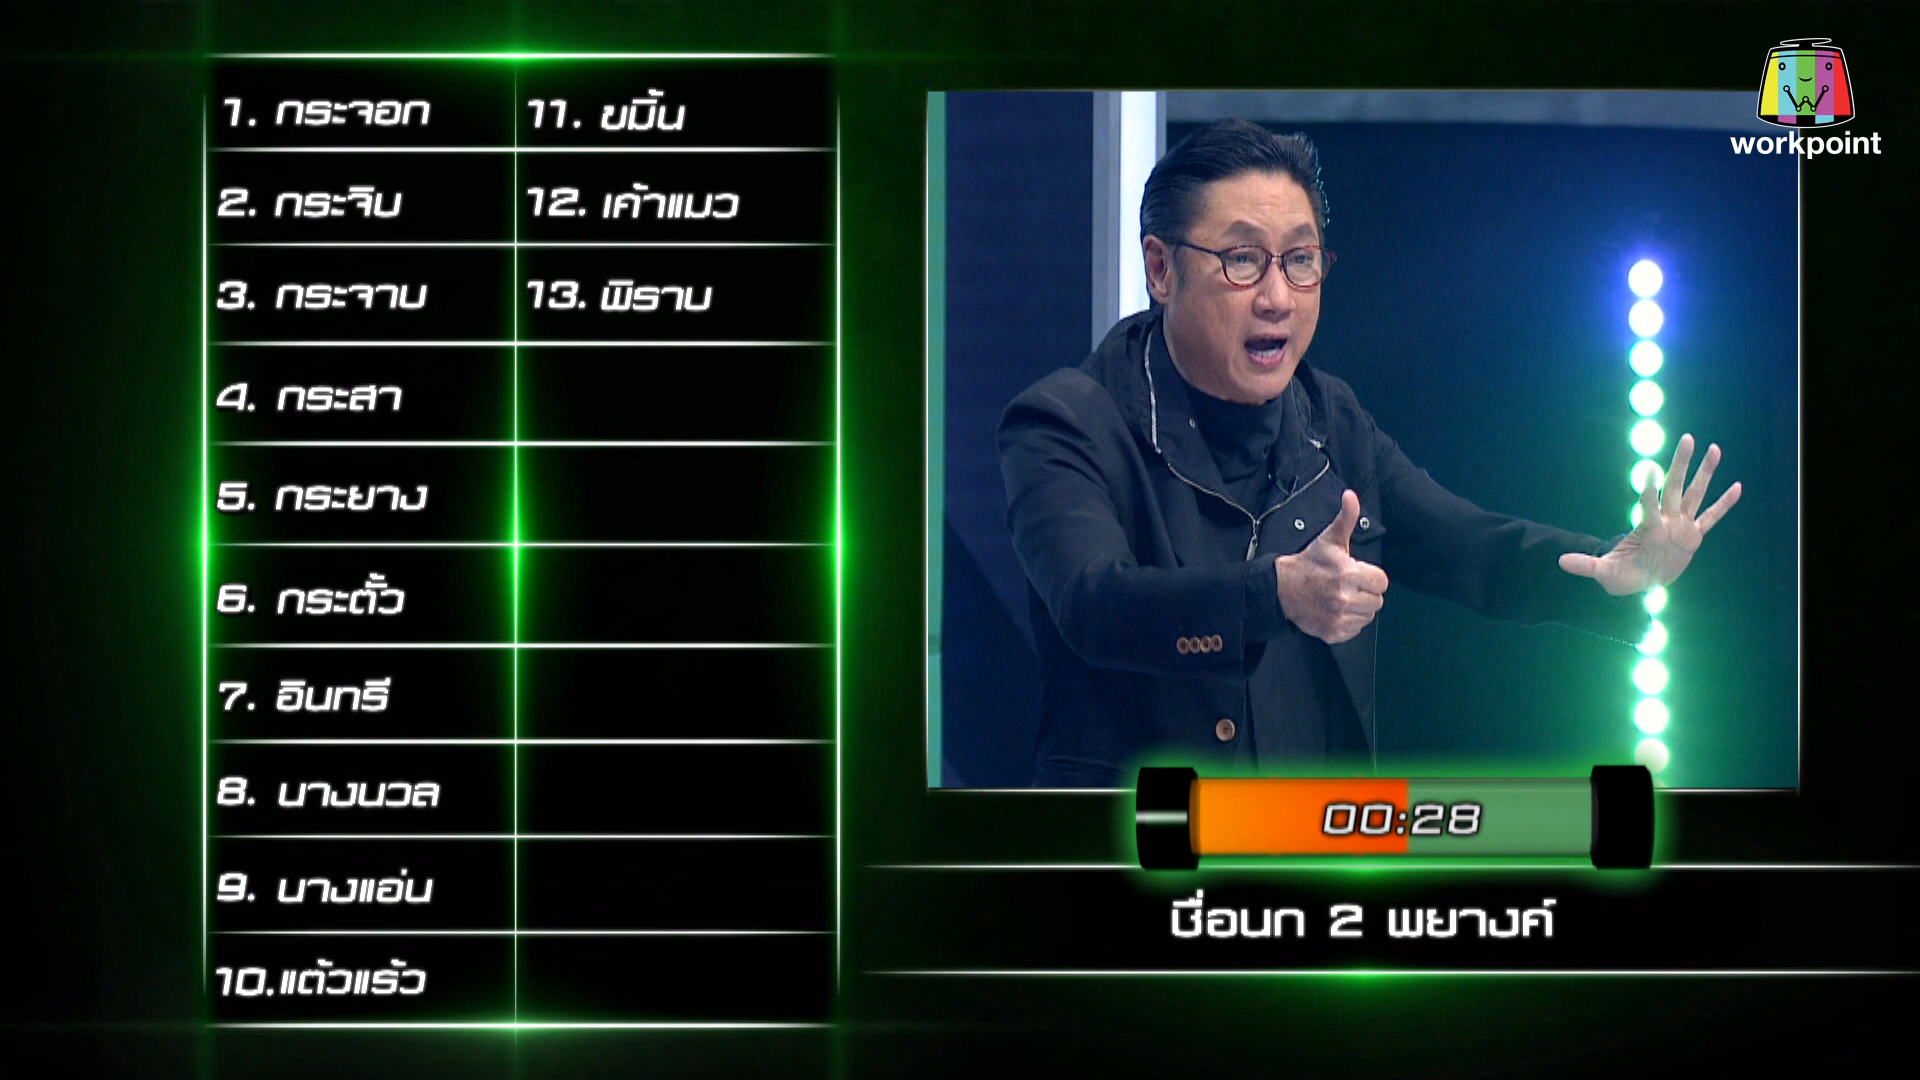 1. กระจอก
2. กระจิบ
3. กระจาบ
4. กระสา
5. กระยาง
6. กระตั้ว
7. อินทรี
8. นางนวล
9. นางแอ่น
10. แต้วแร้ว
11. ขมิ้น
12. เค้าแมว
13. พิราบ
workpoint
00:28
ชื่อนก 2 พยางค์